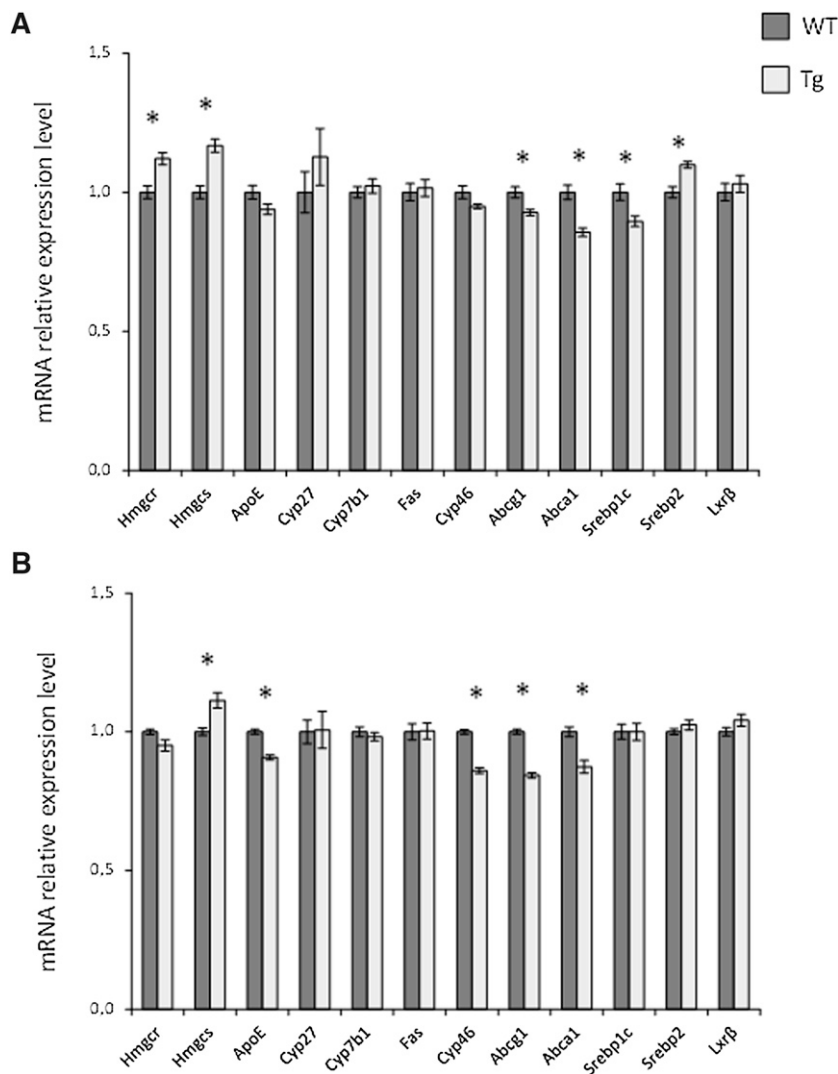 A
WT
Tg
1,5
1,0
0,5
0,0
mRNA relative expression level
* * * * * *
Hmgcr Hmgcs ApoE Cyp27 Cyp7b1 Fas Cyp46 Abcg1 Abca1 Srebp1c Srebp2 Lxrβ
B
1,5
1,0
0,5
0,0
mRNA relative expression level
* * * * *
Hmgcr Hmgcs ApoE Cyp27 Cyp7b1 Fas Cyp46 Abcg1 Abca1 Srebp1c Srebp2 Lxrβ